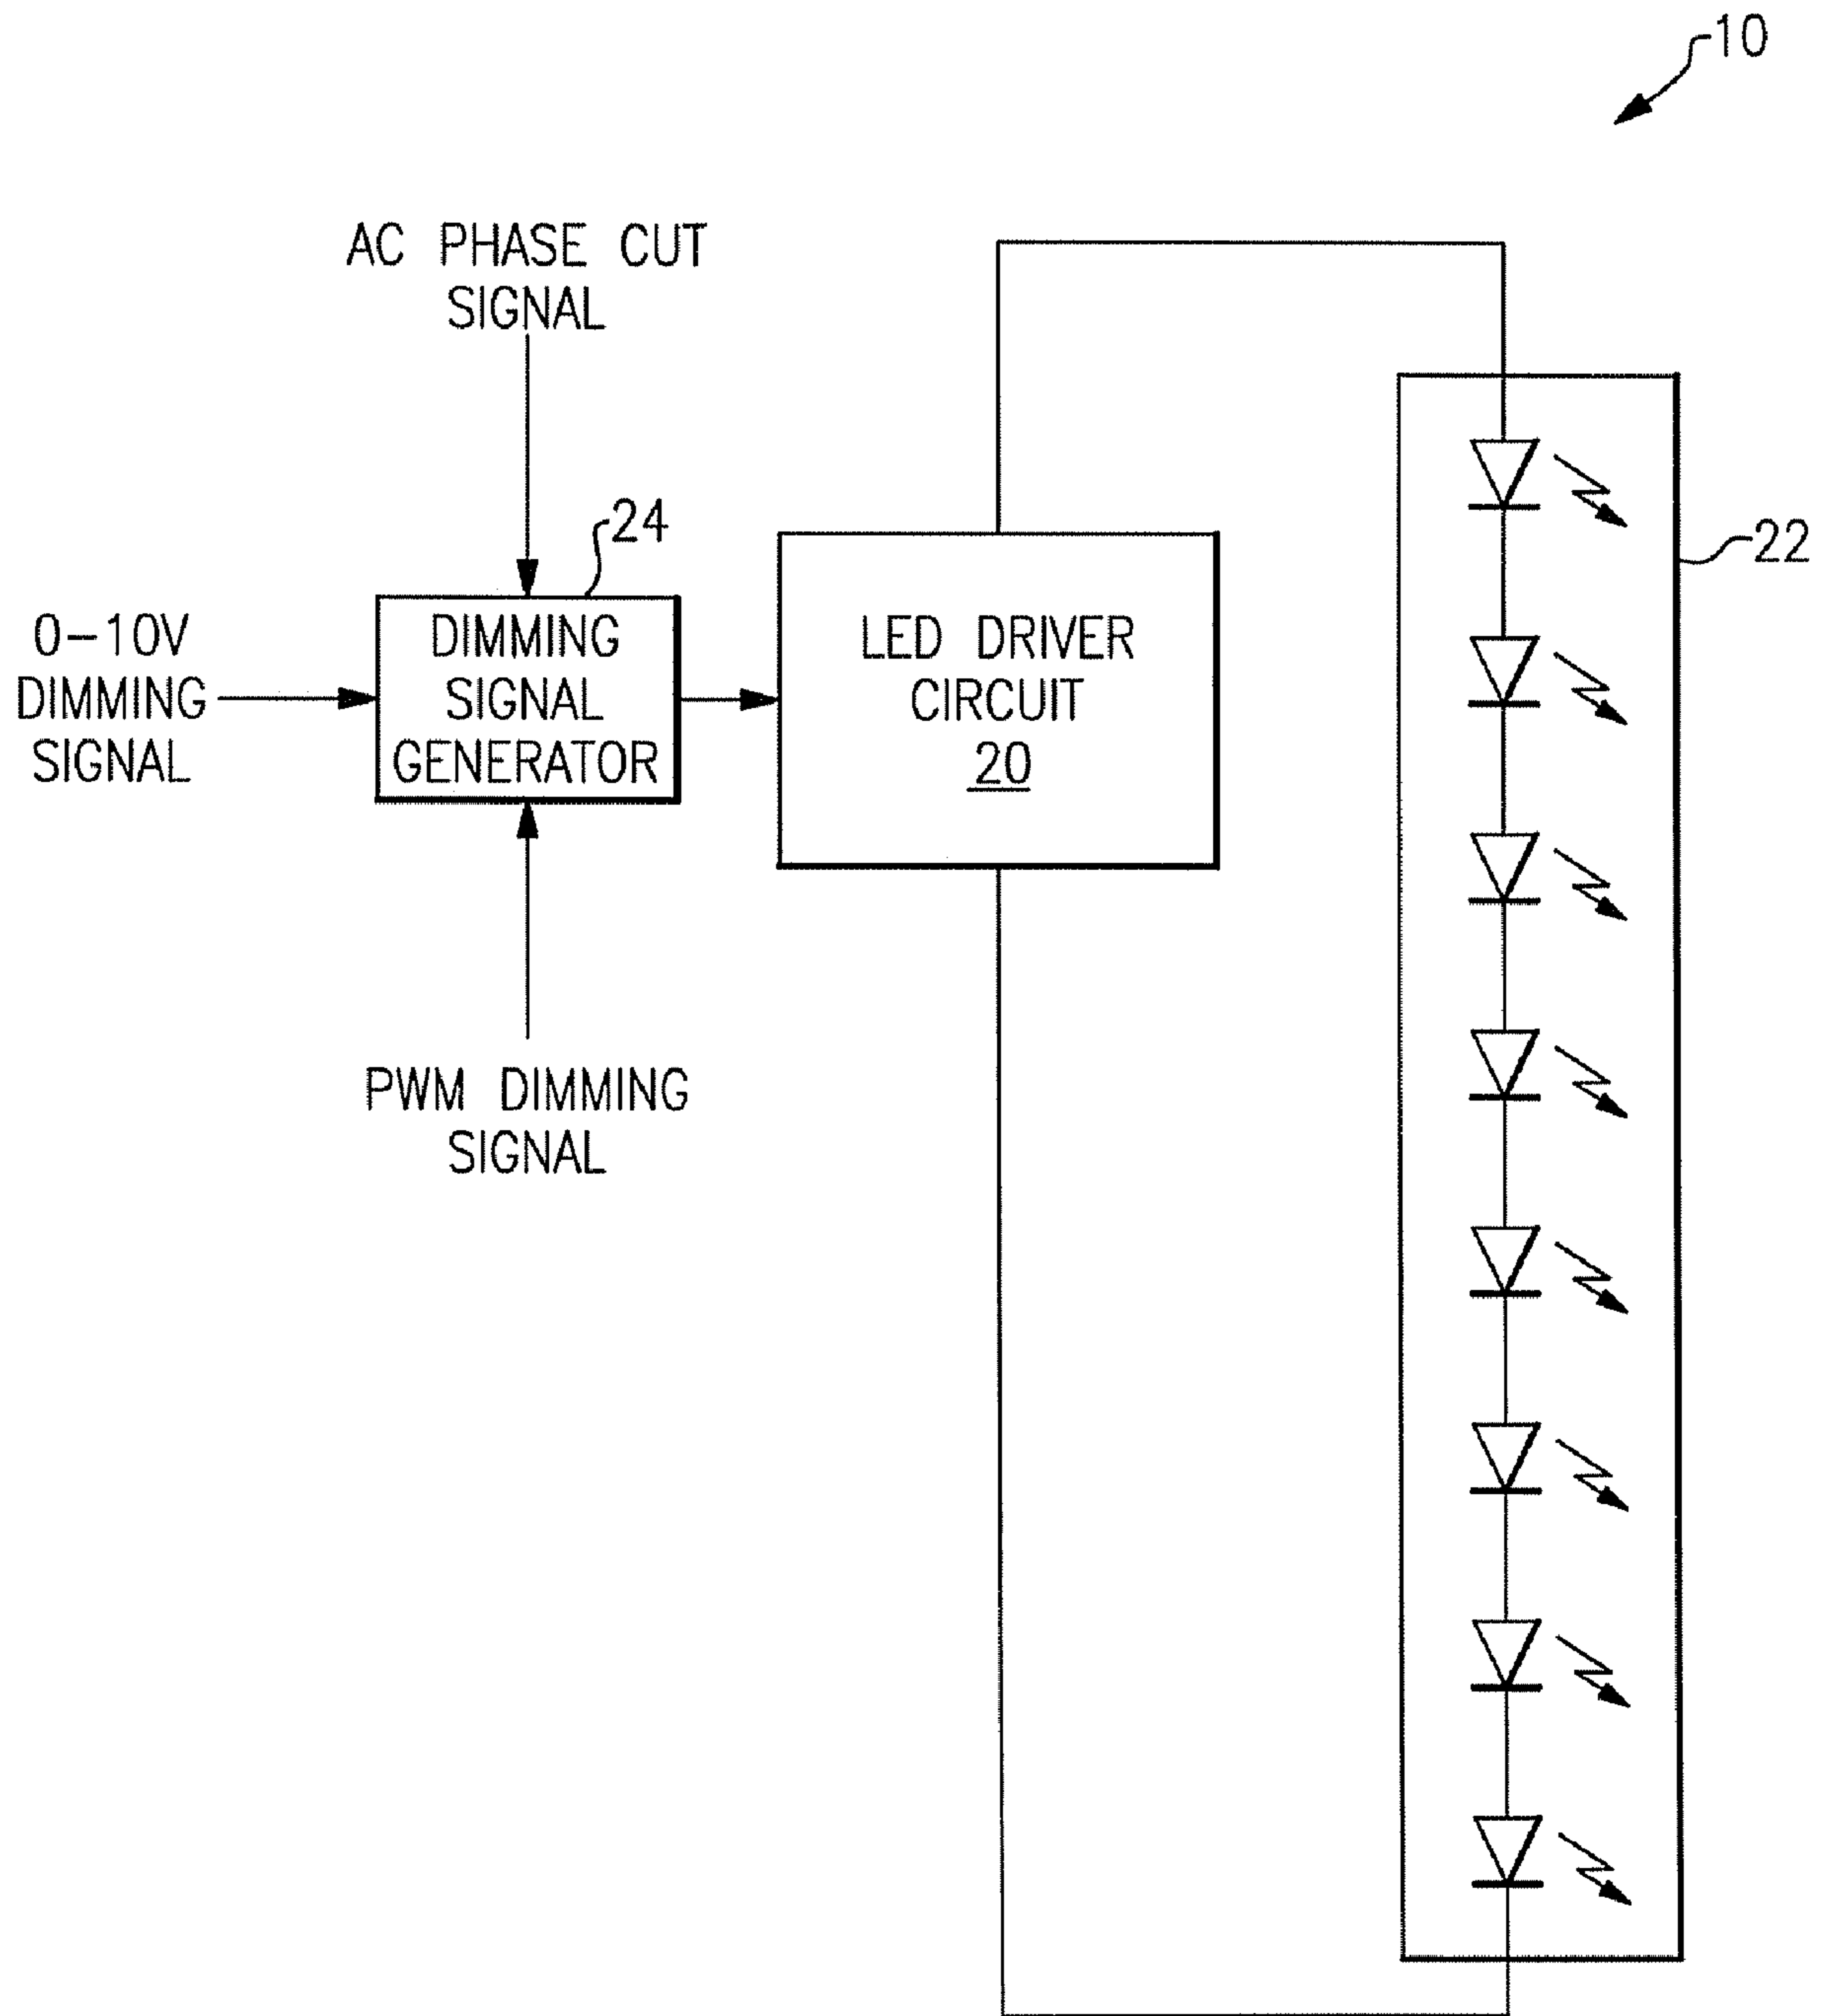 10
AC PHASE CUT
SIGNAL
24
0-10V
DIMMING
SIGNAL
DIMMING
SIGNAL
GENERATOR
LED DRIVER
CIRCUIT
20
22
PWM DIMMING
SIGNAL